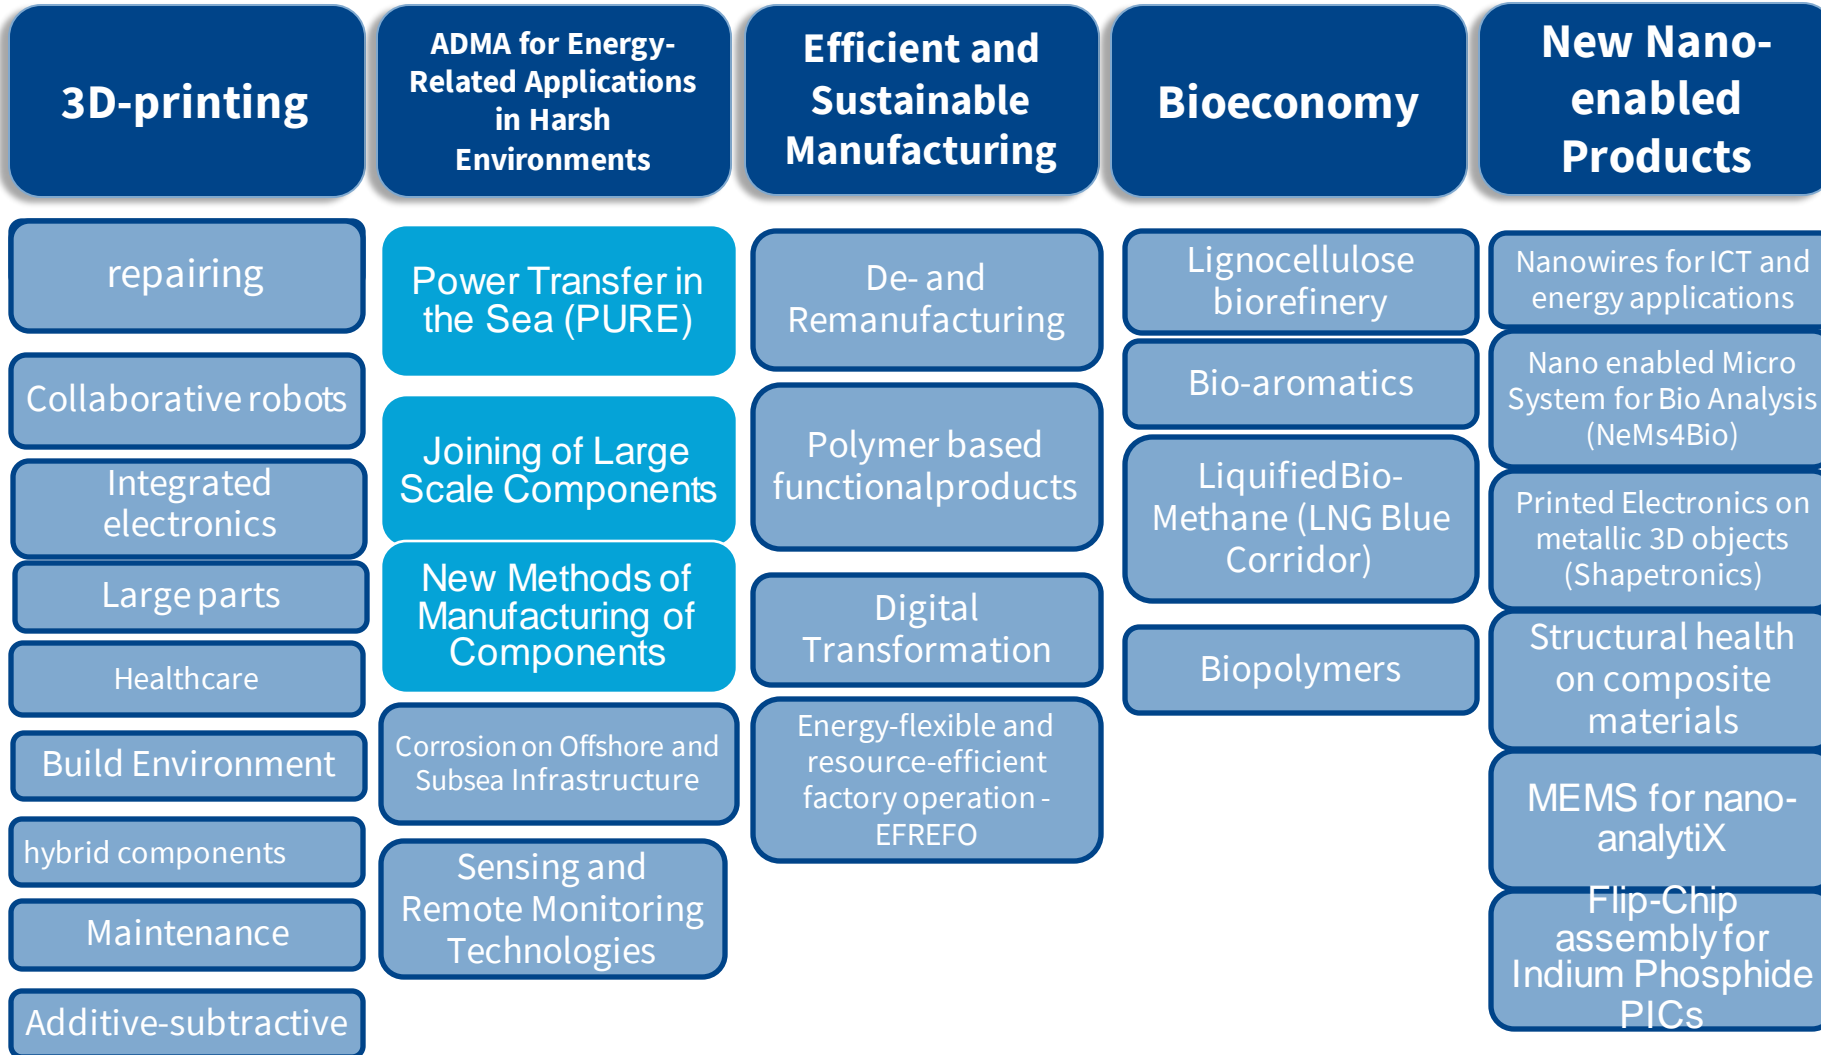 3D-printing
ADMA for Energy-
Related Applications
in Harsh
Environments
Efficient and
Sustainable
Manufacturing
Bioeconomy
New Nano-
enabled
Products
repairing
Collaborative robots
Integrated
electronics
Large parts
Healthcare
Build Environment
hybrid components
Maintenance
Additive-subtractive
Power Transfer in
the Sea (PURE)
Joining of Large
Scale Components
New Methods of
Manufacturing of
Components
Corrosion on Offshore and
Subsea Infrastructure
Sensing and
Remote Monitoring
Technologies
De- and
Remanufacturing
Polymer based
functionalproducts
Digital
Transformation
Energy-flexible and
resource-efficient
factory operation -
EFREFO
Lignocellulose
biorefinery
Bio-aromatics
LiquifiedBio-
Methane (LNG Blue
Corridor)
Biopolymers
Nanowires for ICT and
energy applications
Nano enabled Micro
System for Bio Analysis
(NeMs4Bio)
Printed Electronics on
metallic 3D objects
(Shapetronics)
Structural health
on composite
materials
MEMS for nano-
analytiX
Flip-Chip
assembly for
Indium Phosphide
PICs